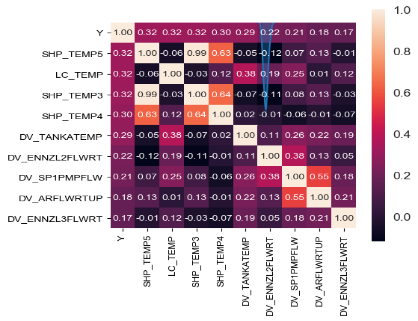 1.0
Y 1.00 0.32 0.32 0.32 0.30 0.29 0.22 0.21 0.18 0.17
SHP_TEMP5 0.32 1.00 -0.06 0.99 0.63 -0.05 -0.12 0.07 0.13 -0.01
0.8
LC_TEMP 0.32 -0.06 1.00 -0.03 0.12 0.38 0.19 0.25 0.01 0.12
SHP_TEMP3 0.32 0.99 -0.03 1.00 0.64 -0.07 -0.11 0.08 0.13 -0.03
0.6
SHP_TEMP4 0.30 0.63 0.12 0.64 1.00 0.02 -0.01 -0.06 -0.01 -0.07
DV_TANKATEMP 0.29 -0.05 0.38 -0.07 0.02 1.00 0.11 0.26 0.22 0.19
0.4
DV_ENNZL2FLWRT 0.22 -0.12 0.19 -0.11 -0.01 0.11 1.00 0.38 0.13 0.05
DV_SP1PMPFLW 0.21 0.07 0.25 0.08 -0.06 0.26 0.38 1.00 0.55 0.18
0.2
DV_ARFLWRTUP 0.18 0.13 0.01 0.13 -0.01 0.22 0.13 0.55 1.00 0.21
DV_ENNZL3FLWRT 0.17 -0.01 0.12 -0.03 -0.07 0.19 0.05 0.18 0.21 1.00
0.0
Y
SHP_TEMP5
LC_TEMP
SHP_TEMP3
SHP_TEMP4
DV_TANKATEMP
DV_ENNZL2FLWRT
DV_SP1PMPFLW
DV_ARFLWRTUP
DV_ENNZL3FLWRT